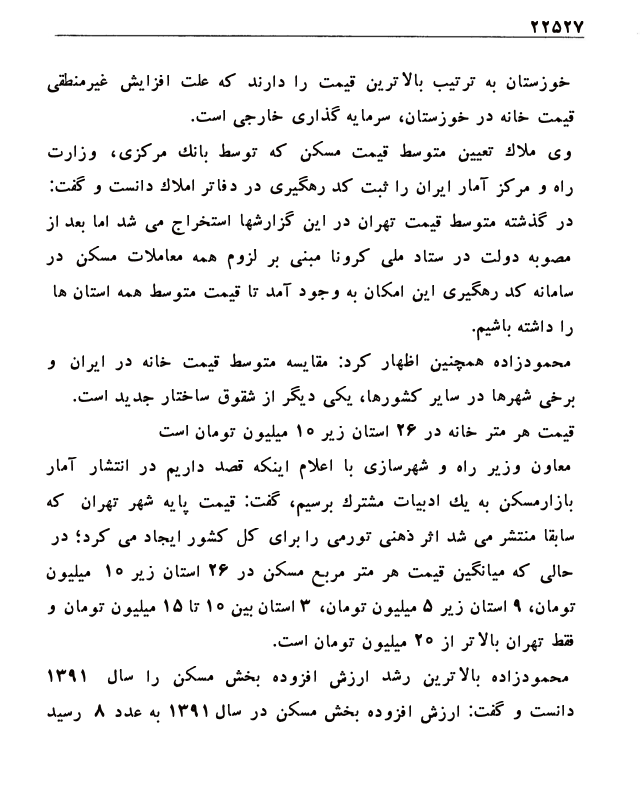 ۲۲۵۲۷
خوزستان به ترتیب بالاترین قیمت را دارند که علت افزایش غیرمنطقی
قیمت خانه در خوزستان، سرمایه گذاری خارجی است.
وی ملاك تعیین متوسط قیمت مسکن که توسط بانك مرکزی، وزارت
راه و مرکز آمار ایران را ثبت کد رهگیری در دفاتر املاك دانست و گفت:
در گذشته متوسط قیمت تهران در این گزارشها استخراج می شد اما بعد از
مصوبه دولت در ستاد ملی کرونا مبنی بر لزوم همه معاملات مسکن در
سامانه کد رهگیری این امکان به وجود آمد تا قیمت متوسط همه استان ها
را داشته باشیم.
محمودزاده همچنین اظهار کرد: مقایسه متوسط قیمت خانه در ایران و
برخی شهرها در سایر کشورها، یکی دیگر از شقوق ساختار جدید است.
قیمت هر متر خانه در ۲۶ استان زیر ۱۰ میلیون تومان است
معاون وزیر راه و شهرسازی با اعلام اینکه قصد داریم در انتشار آمار
بازارمسکن به یك ادبیات مشترك برسیم، گفت: قیمت پایه شهر تهران که
سابقا منتشر می شد اثر ذهنی تورمی را برای کل کشور ایجاد می کرد؛ در
حالی که میانگین قیمت هر متر مربع مسکن در ۲۶ استان زیر ۱۰ میلیون
تومان، ۹ استان زیر ۵ میلیون تومان، ۳ استان بین ۱۰ تا ۱۵ میلیون تومان و
فقط تهران بالاتر از ۲۰ میلیون تومان است.
محمودزاده بالاترین رشد ارزش افزوده بخش مسکن را سال ۱۳۹۱
دانست و گفت: ارزش افزوده بخش مسکن در سال ۱۳۹۱ به عدد ۸ رسید